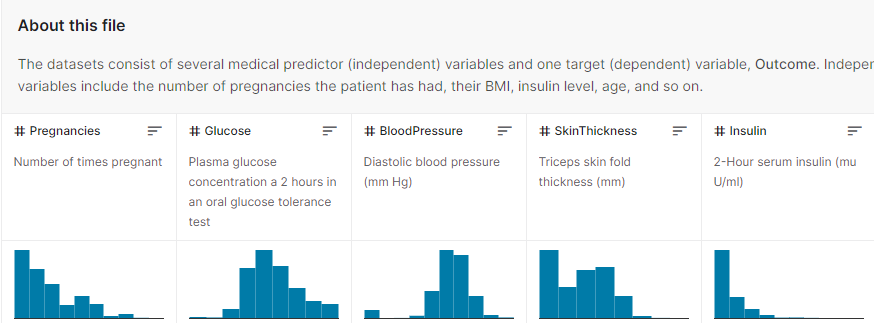 About this file
The datasets consist of several medical predictor (independent) variables and one target (dependent) variable, Outcome. Indeper
variables include the number of pregnancies the patient has had, their BMI, insulin level, age, and so on.
# Pregnancies
Number of times pregnant
# Glucose
Plasma glucose
concentration a 2 hours in
an oral glucose tolerance
test
# BloodPressure
Diastolic blood pressure
(mm Hg)
# SkinThickness
Triceps skin fold
thickness (mm)
# Insulin
2-Hour serum insulin (mu
U/ml)